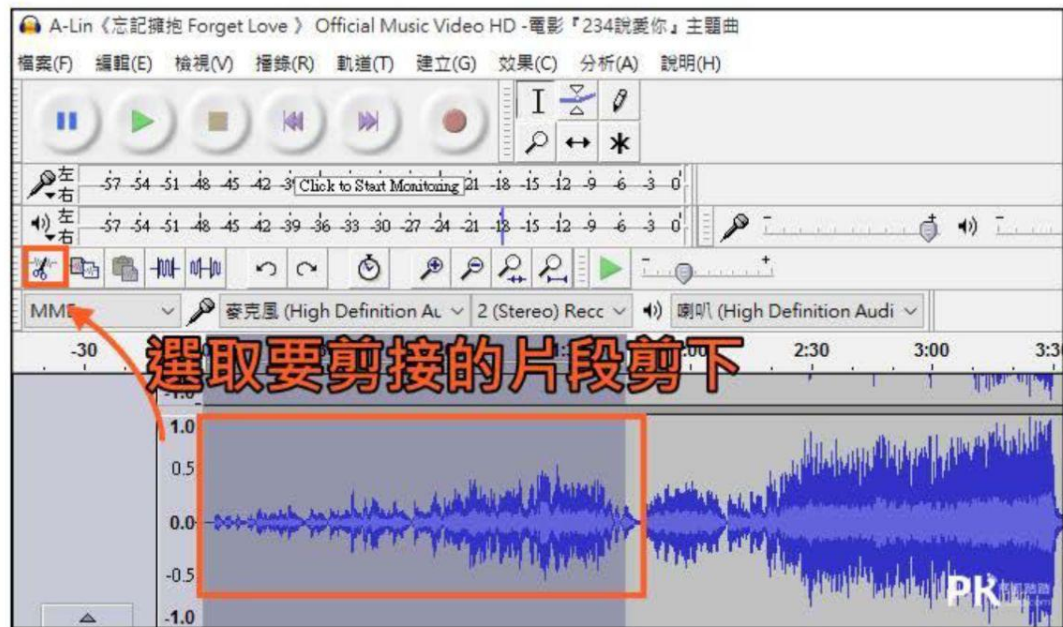 A-Lin《忘記擁抱 Forget Love 》 Official Music Video HD -電影『234說愛你』主題曲
檔案(F) 編輯(E) 檢視(V) 播錄(R) 軌道(T) 建立(G) 效果(C) 分析(A) 說明(H)
左 右 -57 -54 -51 -48 -45 -42 Click to Start Monitoring 21 -18 -15 -12 -9 -6 -3 0
左 右 -57 -54 -51 -48 -45 -42 -39 -36 -33 -30 -27 -24 -21 -18 -15 -12 -9 -6 -3 0
MME 麥克風 (High Definition Au 2 (Stereo) Recc 喇叭 (High Definition Audi
-30 2:30 3:00 3:3
選取要剪接的片段剪下
-1.0
1.0
0.5
0.0
-0.5
-1.0
PK